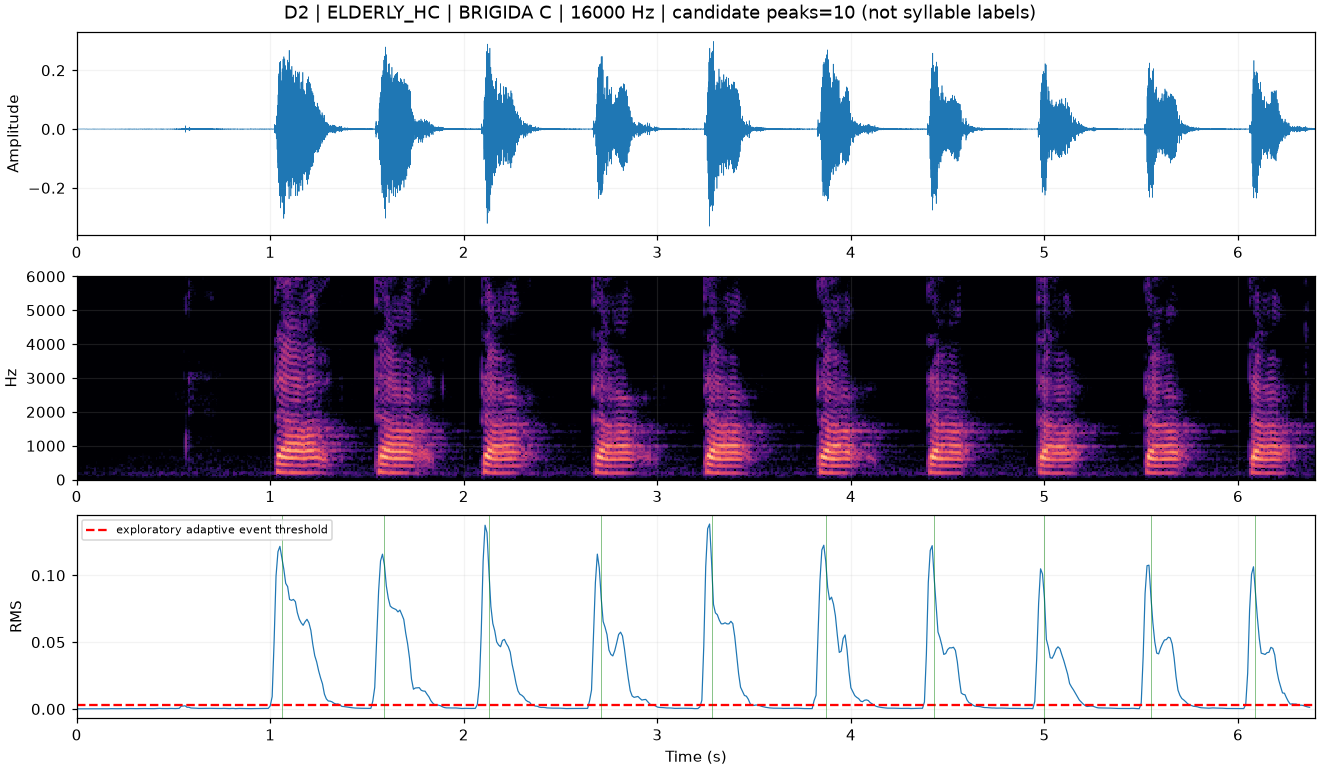 D2 | ELDERLY_HC | BRIGIDA C | 16000 Hz | candidate peaks=10 (not syllable labels)
0.2
0.0
−0.2
Amplitude
0 1 2 3 4 5 6
6000
5000
4000
3000
2000
1000
0
Hz
0 1 2 3 4 5 6
exploratory adaptive event threshold
0.10
0.05
0.00
RMS
0 1 2 3 4 5 6
Time (s)